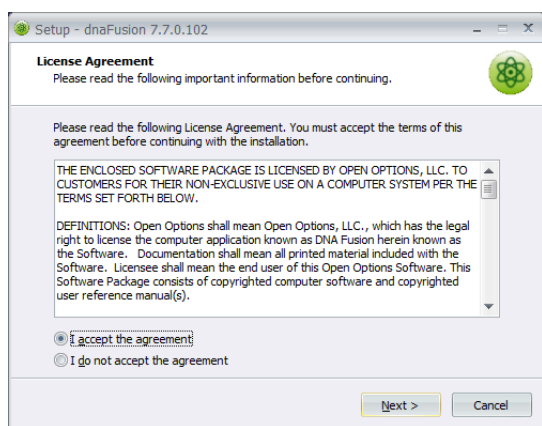 Setup - dnaFusion 7.7.0.102
License Agreement
Please read the following important information before continuing.
Please read the following License Agreement. You must accept the terms of this
agreement before continuing with the installation.
THE ENCLOSED SOFTWARE PACKAGE IS LICENSED BY OPEN OPTIONS, LLC. TO
CUSTOMERS FOR THEIR NON-EXCLUSIVE USE ON A COMPUTER SYSTEM PER THE
TERMS SET FORTH BELOW.
DEFINITIONS: Open Options shall mean Open Options, LLC., which has the legal
right to license the computer application known as DNA Fusion herein known as
the Software. Documentation shall mean all printed material included with the
Software. Licensee shall mean the end user of this Open Options Software. This
Software Package consists of copyrighted computer software and copyrighted
user reference manual(s).
I accept the agreement
I do not accept the agreement
Next >
Cancel